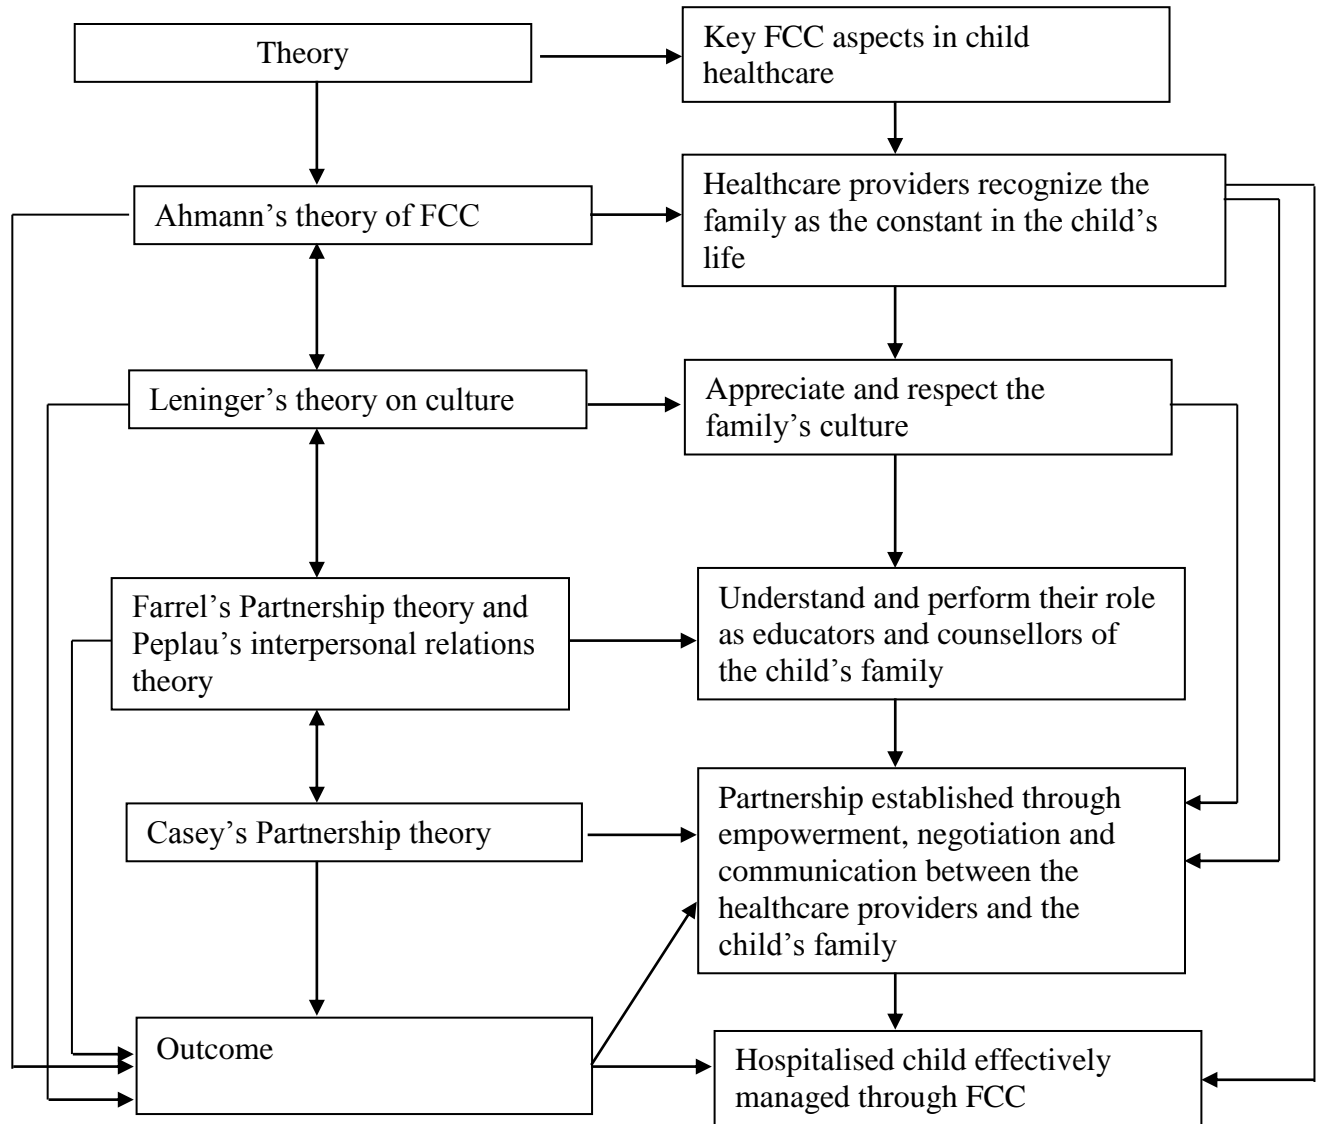 Theory
Key FCC aspects in child
healthcare
Ahmann’s theory of FCC
Healthcare providers recognize the
family as the constant in the child’s
life
Leninger’s theory on culture
Appreciate and respect the
family’s culture
Farrel’s Partnership theory and
Peplau’s interpersonal relations
theory
Understand and perform their role
as educators and counsellors of
the child’s family
Casey’s Partnership theory
Partnership established through
empowerment, negotiation and
communication between the
healthcare providers and the
child’s family
Outcome
Hospitalised child effectively
managed through FCC